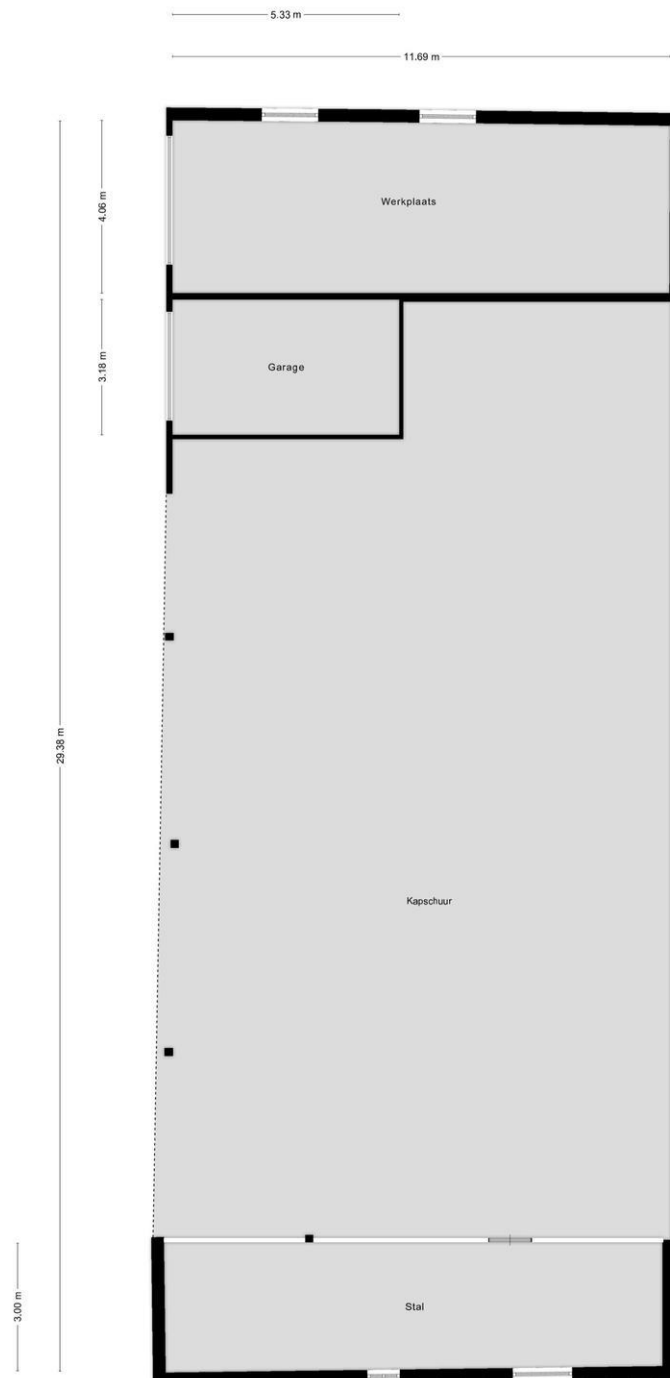 5.33 m
11.69 m
4.06 m
Werkplaats
3.18 m
Garage
29.38 m
Kapschuur
3.00 m
Stal